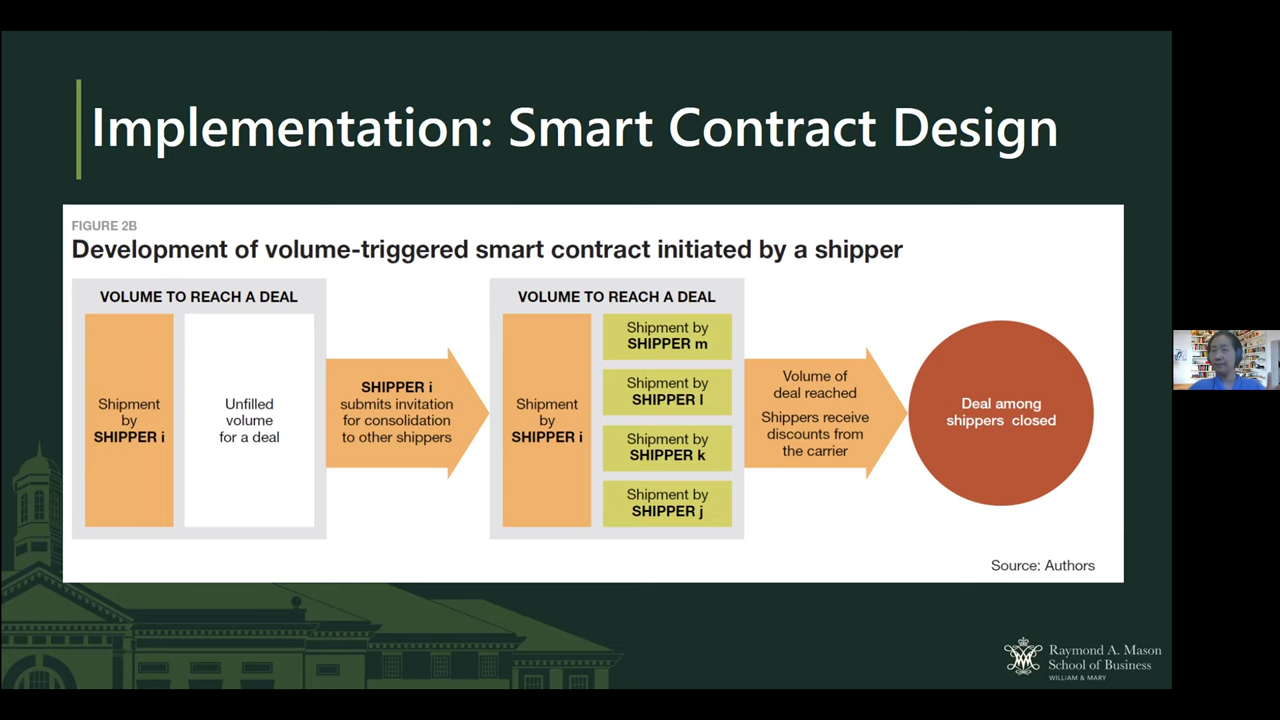 Implementation: Smart Contract Design
FIGURE 2B
Development of volume-triggered smart contract initiated by a shipper
VOLUME TO REACH A DEAL
Shipment
by
SHIPPER i
Unfilled
volume
for a deal
SHIPPER i
submits invitation
for consolidation
to other shippers
VOLUME TO REACH A DEAL
Shipment
by
SHIPPER i
Shipment by
SHIPPER m
Shipment by
SHIPPER l
Shipment by
SHIPPER k
Shipment by
SHIPPER j
Volume of
deal reached
Shippers receive
discounts from
the carrier
Deal among
shippers closed
Source: Authors
Raymond A. Mason
School of Business
WILLIAM & MARY